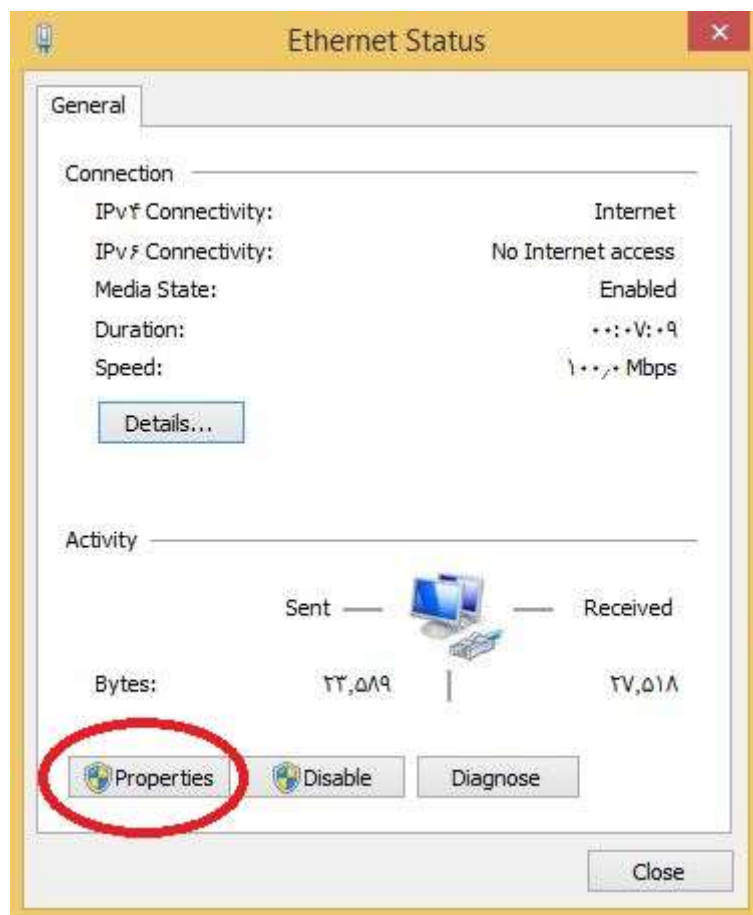 Ethernet Status
General
Connection
IPv۴ Connectivity: Internet
IPv۶ Connectivity: No Internet access
Media State: Enabled
Duration: ۰۰:۰۷:۰۹
Speed: ۱۰۰٫۰ Mbps
Details...
Activity
Sent Received
Bytes: ۲۳,۵۸۹ ۲۷,۵۱۸
Properties Disable Diagnose
Close